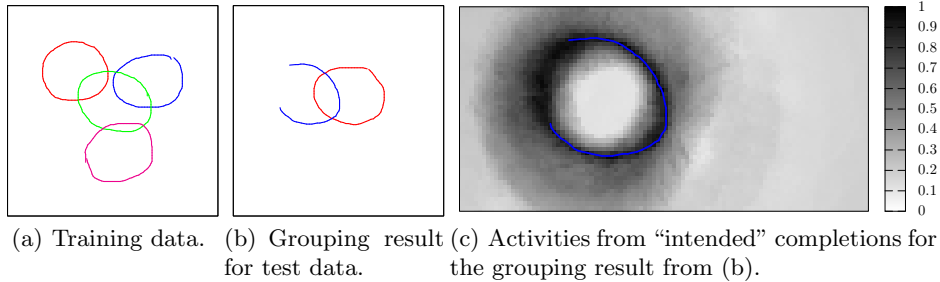 1
0.9
0.8
0.7
0.6
0.5
0.4
0.3
0.2
0.1
0
(a) Training data.
(b) Grouping result
for test data.
(c) Activities from “intended” completions for
the grouping result from (b).